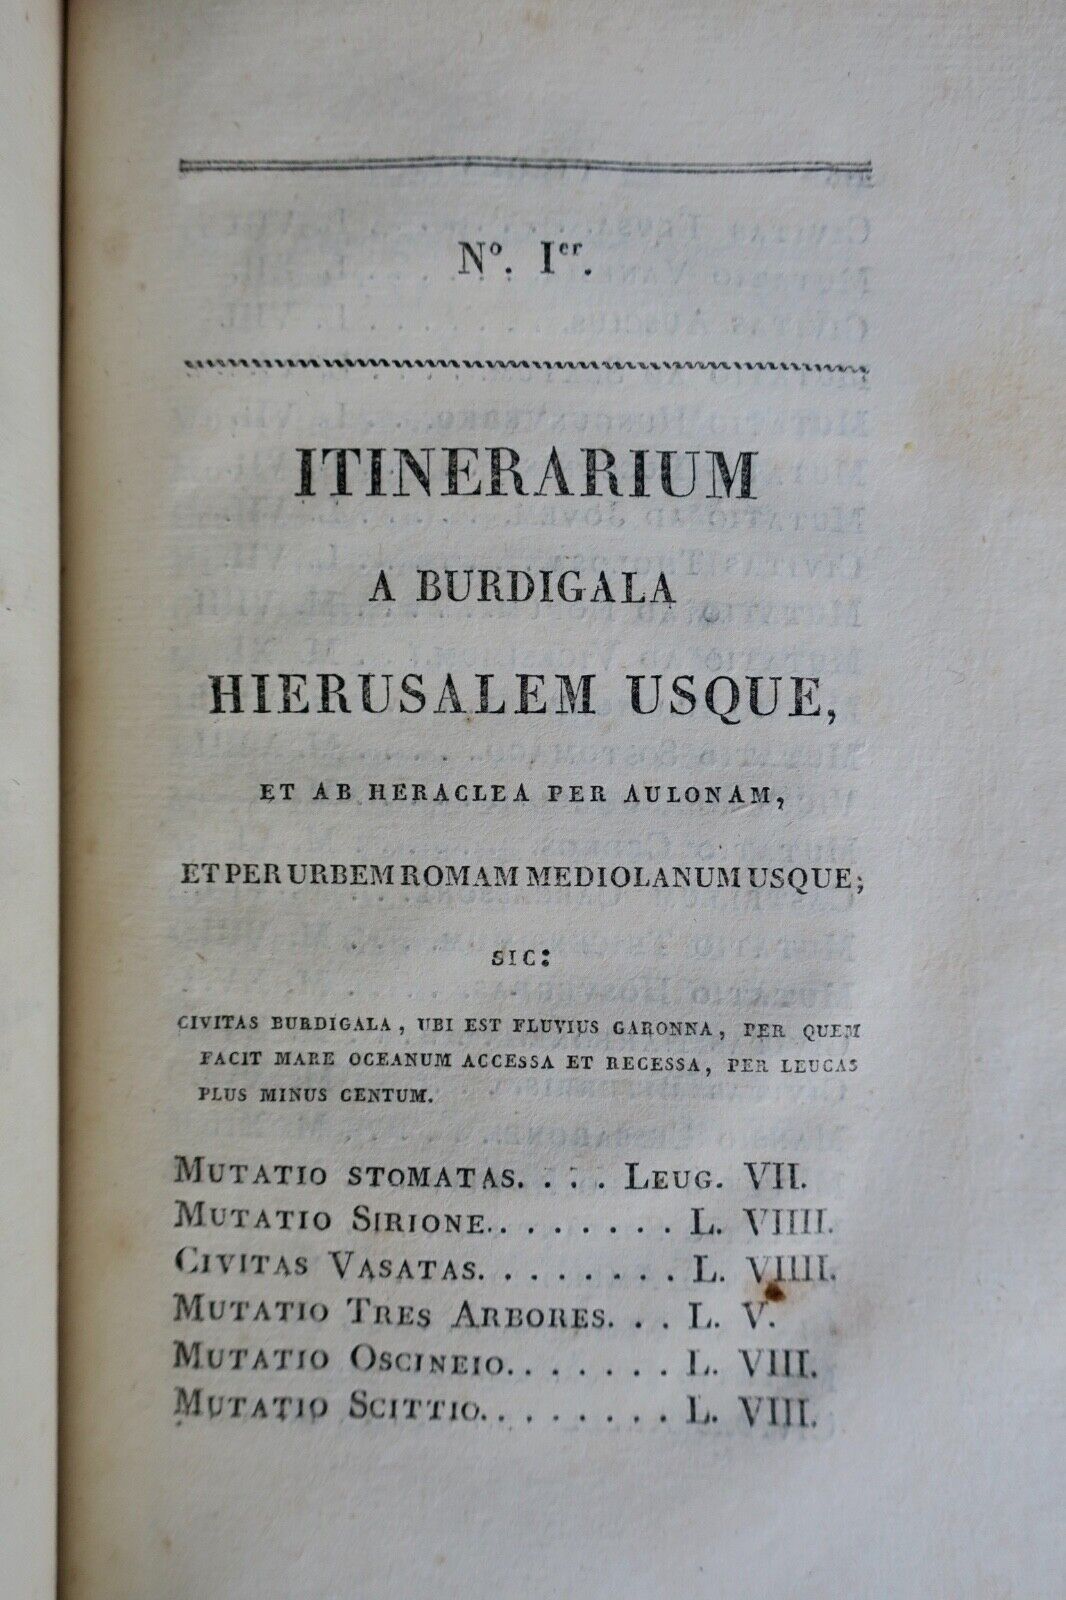 Nº. Iᵉʳ.
ITINERARIUM
A BURDIGALA
HIERUSALEM USQUE,
ET AB HERACLEA PER AULONAM,
ET PER URBEM ROMAM MEDIOLANUM USQUE;
SIC:
CIVITAS BURDIGALA, UBI EST FLUVIUS GARONNA, PER QUEM
FACIT MARE OCEANUM ACCESSA ET RECESSA, PER LEUCAS
PLUS MINUS CENTUM.
MUTATIO STOMATAS. . . . . LEUG. VII.
MUTATIO SIRIONE. . . . . . . . L. VIIII.
CIVITAS VASATAS. . . . . . . . L. VIIII.
MUTATIO TRES ARBORES. . . L. V.
MUTATIO OSCINEIO. . . . . . . L. VIII.
MUTATIO SCITTIO. . . . . . . . L. VIII.